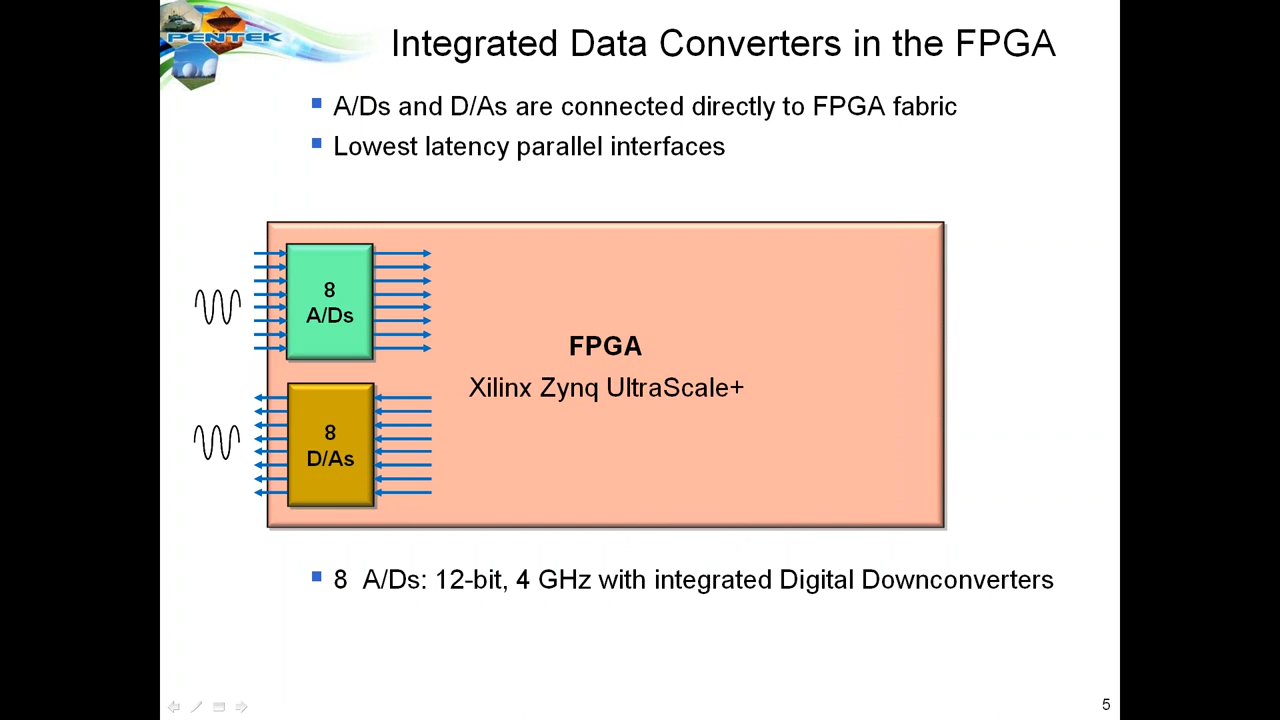 PENTEK
Integrated Data Converters in the FPGA
A/Ds and D/As are connected directly to FPGA fabric
Lowest latency parallel interfaces
8
A/Ds
FPGA
Xilinx Zynq UltraScale+
8
D/As
8 A/Ds: 12-bit, 4 GHz with integrated Digital Downconverters
5